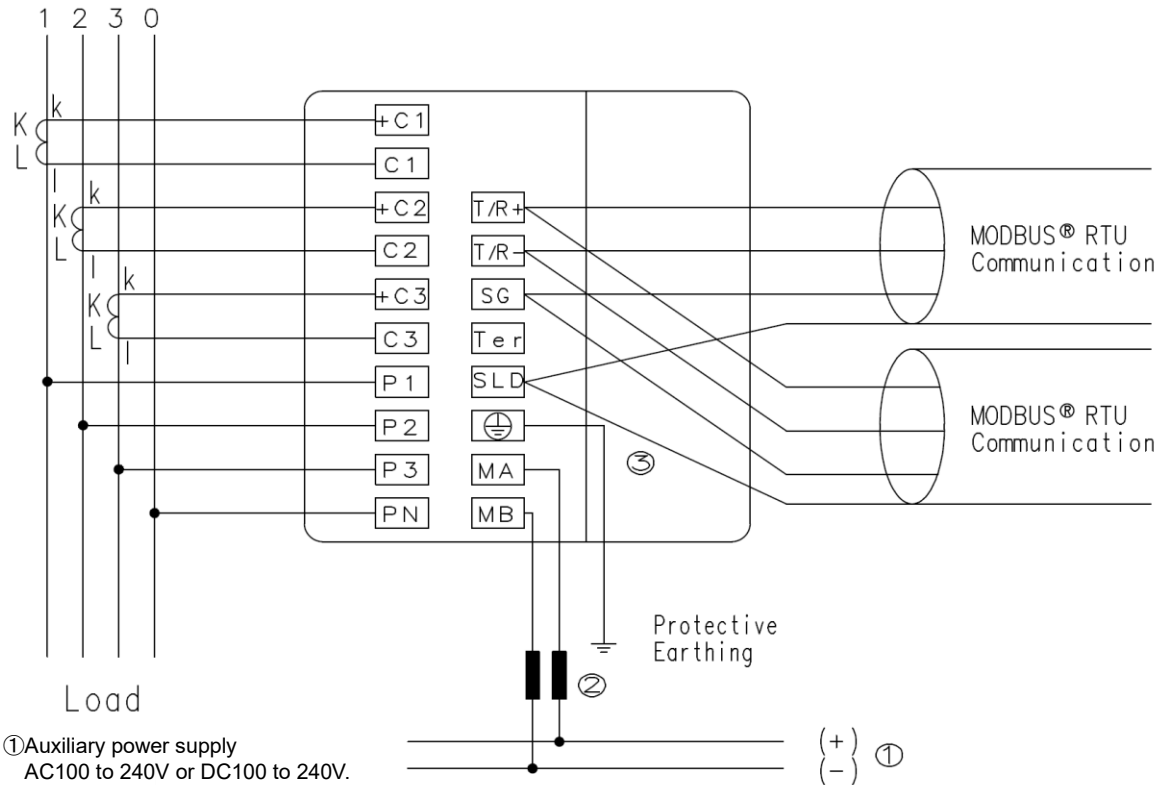 1 2 3 0
K k
L l
K k
L l
K k
L l
+C1
C1
+C2
C2
+C3
C3
P1
P2
P3
PN
T/R+
T/R-
SG
Ter
SLD
MA
MB
③
MODBUS® RTU
Communication
MODBUS® RTU
Communication
Protective
Earthing
②
Load
①Auxiliary power supply
AC100 to 240V or DC100 to 240V.
(+)
(-)
①